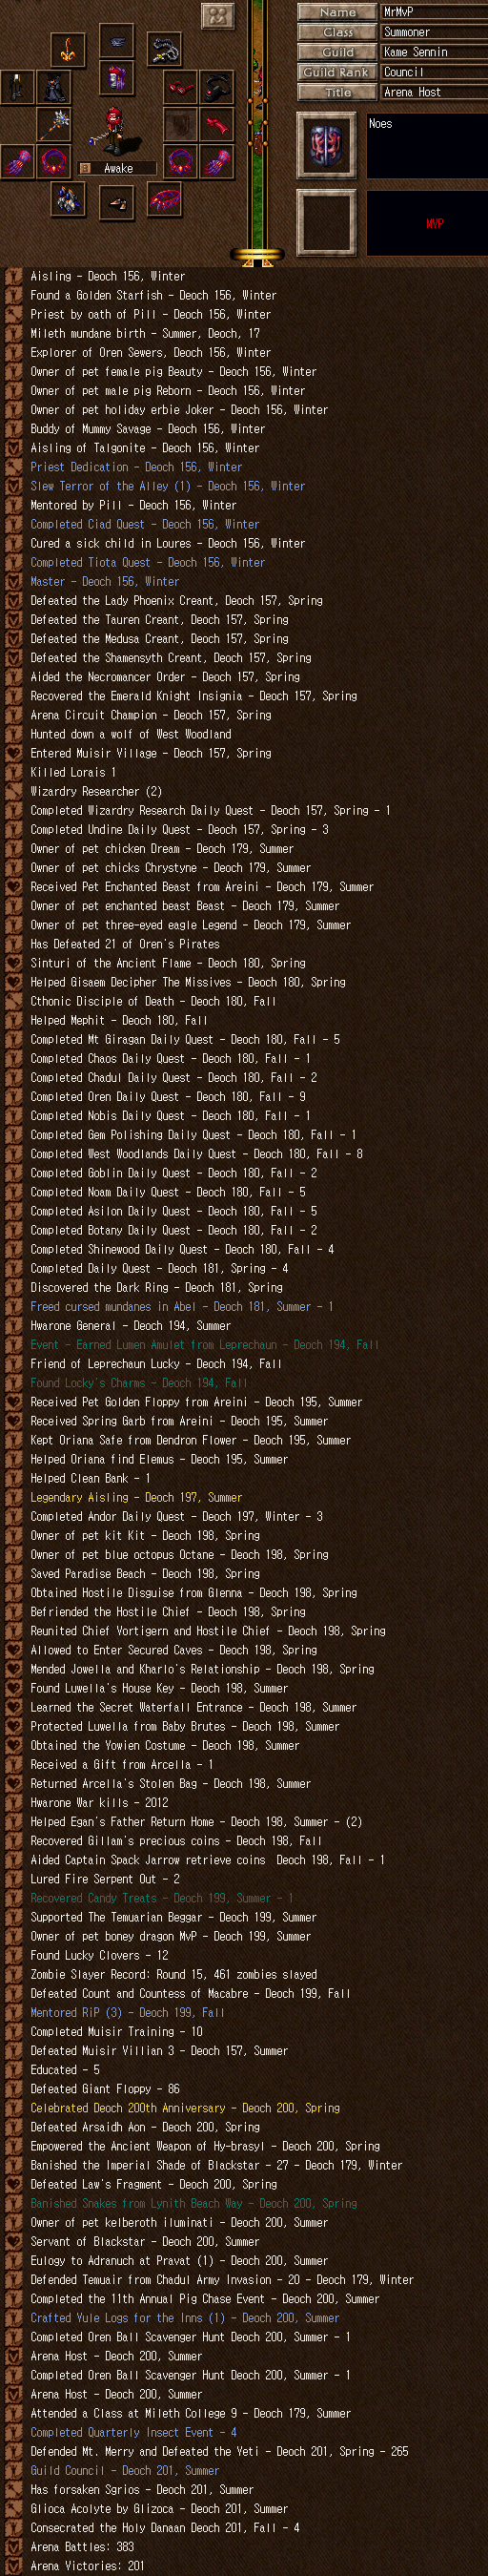 Name MrMvP
Class Summoner
Guild Kame Sennin
Guild Rank Council
Title Arena Host
Noes
Awake
MVP
Aisling - Deoch 156, Winter
Found a Golden Starfish - Deoch 156, Winter
Priest by oath of Pill - Deoch 156, Winter
Mileth mundane birth - Summer, Deoch, 17
Explorer of Oren Sewers, Deoch 156, Winter
Owner of pet female pig Beauty - Deoch 156, Winter
Owner of pet male pig Reborn - Deoch 156, Winter
Owner of pet holiday erbie Joker - Deoch 156, Winter
Buddy of Mummy Savage - Deoch 156, Winter
Aisling of Talgonite - Deoch 156, Winter
Priest Dedication - Deoch 156, Winter
Slew Terror of the Alley (1) - Deoch 156, Winter
Mentored by Pill - Deoch 156, Winter
Completed Ciad Quest - Deoch 156, Winter
Cured a sick child in Loures - Deoch 156, Winter
Completed Tiota Quest - Deoch 156, Winter
Master - Deoch 156, Winter
Defeated the Lady Phoenix Creant, Deoch 157, Spring
Defeated the Tauren Creant, Deoch 157, Spring
Defeated the Medusa Creant, Deoch 157, Spring
Defeated the Shamensyth Creant, Deoch 157, Spring
Aided the Necromancer Order - Deoch 157, Spring
Recovered the Emerald Knight Insignia - Deoch 157, Spring
Arena Circuit Champion - Deoch 157, Spring
Hunted down a wolf of West Woodland
Entered Muisir Village - Deoch 157, Spring
Killed Lorais 1
Wizardry Researcher (2)
Completed Wizardry Research Daily Quest - Deoch 157, Spring - 1
Completed Undine Daily Quest - Deoch 157, Spring - 3
Owner of pet chicken Dream - Deoch 179, Summer
Owner of pet chicks Chrystyne - Deoch 179, Summer
Received Pet Enchanted Beast from Areini - Deoch 179, Summer
Owner of pet enchanted beast Beast - Deoch 179, Summer
Owner of pet three-eyed eagle Legend - Deoch 179, Summer
Has Defeated 21 of Oren's Pirates
Sinturi of the Ancient Flame - Deoch 180, Spring
Helped Gisaem Decipher The Missives - Deoch 180, Spring
Cthonic Disciple of Death - Deoch 180, Fall
Helped Mephit - Deoch 180, Fall
Completed Mt Giragan Daily Quest - Deoch 180, Fall - 5
Completed Chaos Daily Quest - Deoch 180, Fall - 1
Completed Chadul Daily Quest - Deoch 180, Fall - 2
Completed Oren Daily Quest - Deoch 180, Fall - 9
Completed Nobis Daily Quest - Deoch 180, Fall - 1
Completed Gem Polishing Daily Quest - Deoch 180, Fall - 1
Completed West Woodlands Daily Quest - Deoch 180, Fall - 8
Completed Goblin Daily Quest - Deoch 180, Fall - 2
Completed Noam Daily Quest - Deoch 180, Fall - 5
Completed Asilon Daily Quest - Deoch 180, Fall - 5
Completed Botany Daily Quest - Deoch 180, Fall - 2
Completed Shinewood Daily Quest - Deoch 180, Fall - 4
Completed Daily Quest - Deoch 181, Spring - 4
Discovered the Dark Ring - Deoch 181, Spring
Freed cursed mundanes in Abel - Deoch 181, Summer - 1
Hwarone General - Deoch 194, Summer
Event - Earned Lumen Amulet from Leprechaun - Deoch 194, Fall
Friend of Leprechaun Lucky - Deoch 194, Fall
Found Locky's Charms - Deoch 194, Fall
Received Pet Golden Floppy from Areini - Deoch 195, Summer
Received Spring Garb from Areini - Deoch 195, Summer
Kept Oriana Safe from Dendron Flower - Deoch 195, Summer
Helped Oriana find Elemus - Deoch 195, Summer
Helped Clean Bank - 1
Legendary Aisling - Deoch 197, Summer
Completed Andor Daily Quest - Deoch 197, Winter - 3
Owner of pet kit Kit - Deoch 198, Spring
Owner of pet blue octopus Octane - Deoch 198, Spring
Saved Paradise Beach - Deoch 198, Spring
Obtained Hostile Disguise from Glenna - Deoch 198, Spring
Befriended the Hostile Chief - Deoch 198, Spring
Reunited Chief Vortigern and Hostile Chief - Deoch 198, Spring
Allowed to Enter Secured Caves - Deoch 198, Spring
Mended Jowella and Kharlo's Relationship - Deoch 198, Spring
Found Luwella's House Key - Deoch 198, Summer
Learned the Secret Waterfall Entrance - Deoch 198, Summer
Protected Luwella from Baby Brutes - Deoch 198, Summer
Obtained the Yowien Costume - Deoch 198, Summer
Received a Gift from Arcella - 1
Returned Arcella's Stolen Bag - Deoch 198, Summer
Hwarone War kills - 2012
Helped Egan's Father Return Home - Deoch 198, Summer - (2)
Recovered Gillam's precious coins - Deoch 198, Fall
Aided Captain Spack Jarrow retrieve coins  Deoch 198, Fall - 1
Lured Fire Serpent Out - 2
Recovered Candy Treats - Deoch 199, Summer - 1
Supported The Temuarian Beggar - Deoch 199, Summer
Owner of pet boney dragon MvP - Deoch 199, Summer
Found Lucky Clovers - 12
Zombie Slayer Record: Round 15, 461 zombies slayed
Defeated Count and Countess of Macabre - Deoch 199, Fall
Mentored RiP (3) - Deoch 199, Fall
Completed Muisir Training - 10
Defeated Muisir Villian 3 - Deoch 157, Summer
Educated - 5
Defeated Giant Floppy - 86
Celebrated Deoch 200th Anniversary - Deoch 200, Spring
Defeated Arsaidh Aon - Deoch 200, Spring
Empowered the Ancient Weapon of Hy-brasyl - Deoch 200, Spring
Banished the Imperial Shade of Blackstar - 27 - Deoch 179, Winter
Defeated Law's Fragment - Deoch 200, Spring
Banished Snakes from Lynith Beach Way - Deoch 200, Spring
Owner of pet kelberoth iluminati - Deoch 200, Summer
Servant of Blackstar - Deoch 200, Summer
Eulogy to Adranuch at Pravat (1) - Deoch 200, Summer
Defended Temuair from Chadul Army Invasion - 20 - Deoch 179, Winter
Completed the 11th Annual Pig Chase Event - Deoch 200, Summer
Crafted Yule Logs for the Inns (1) - Deoch 200, Summer
Completed Oren Ball Scavenger Hunt Deoch 200, Summer - 1
Arena Host - Deoch 200, Summer
Completed Oren Ball Scavenger Hunt Deoch 200, Summer - 1
Arena Host - Deoch 200, Summer
Attended a Class at Mileth College 9 - Deoch 179, Summer
Completed Quarterly Insect Event - 4
Defended Mt. Merry and Defeated the Yeti - Deoch 201, Spring - 265
Guild Council - Deoch 201, Summer
Has forsaken Sgrios - Deoch 201, Summer
Glioca Acolyte by Glizoca - Deoch 201, Summer
Consecrated the Holy Danaan Deoch 201, Fall - 4
Arena Battles: 383
Arena Victories: 201